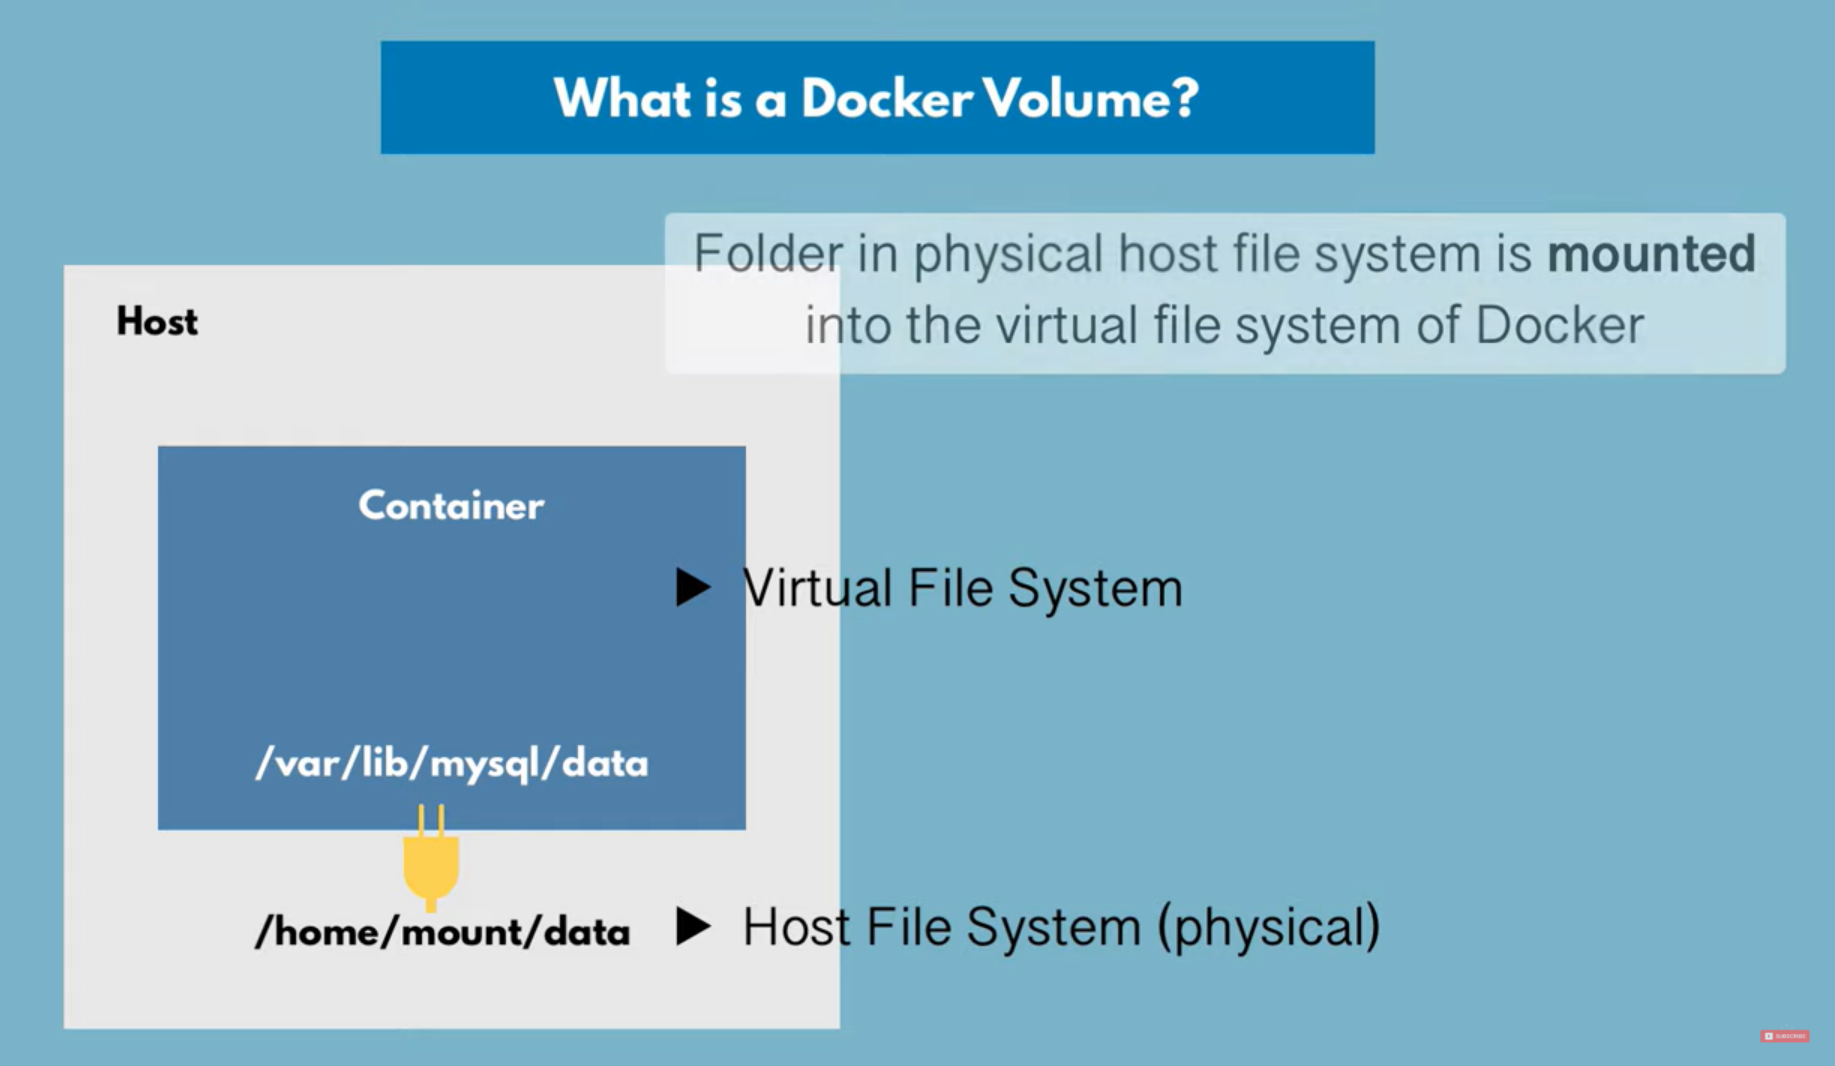 What is a Docker Volume?
Folder in physical host file system is mounted
into the virtual file system of Docker
Host
Container
Virtual File System
/var/lib/mysql/data
/home/mount/data
Host File System (physical)
SUBSCRIBE